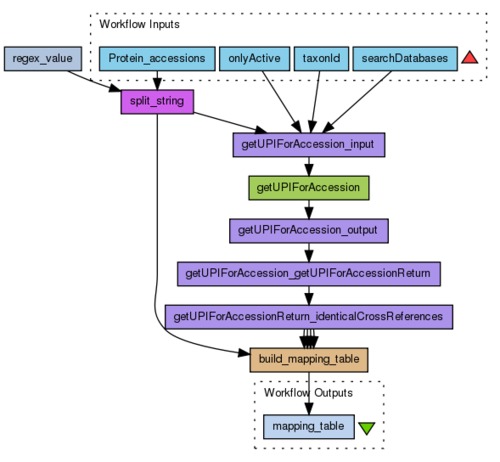 Workflow Inputs
regex_value
Protein_accessions
onlyActive
taxonId
searchDatabases
split_string
getUPIForAccession_input
getUPIForAccession
getUPIForAccession_output
getUPIForAccession_getUPIForAccessionReturn
getUPIForAccessionReturn_identicalCrossReferences
build_mapping_table
Workflow Outputs
mapping_table